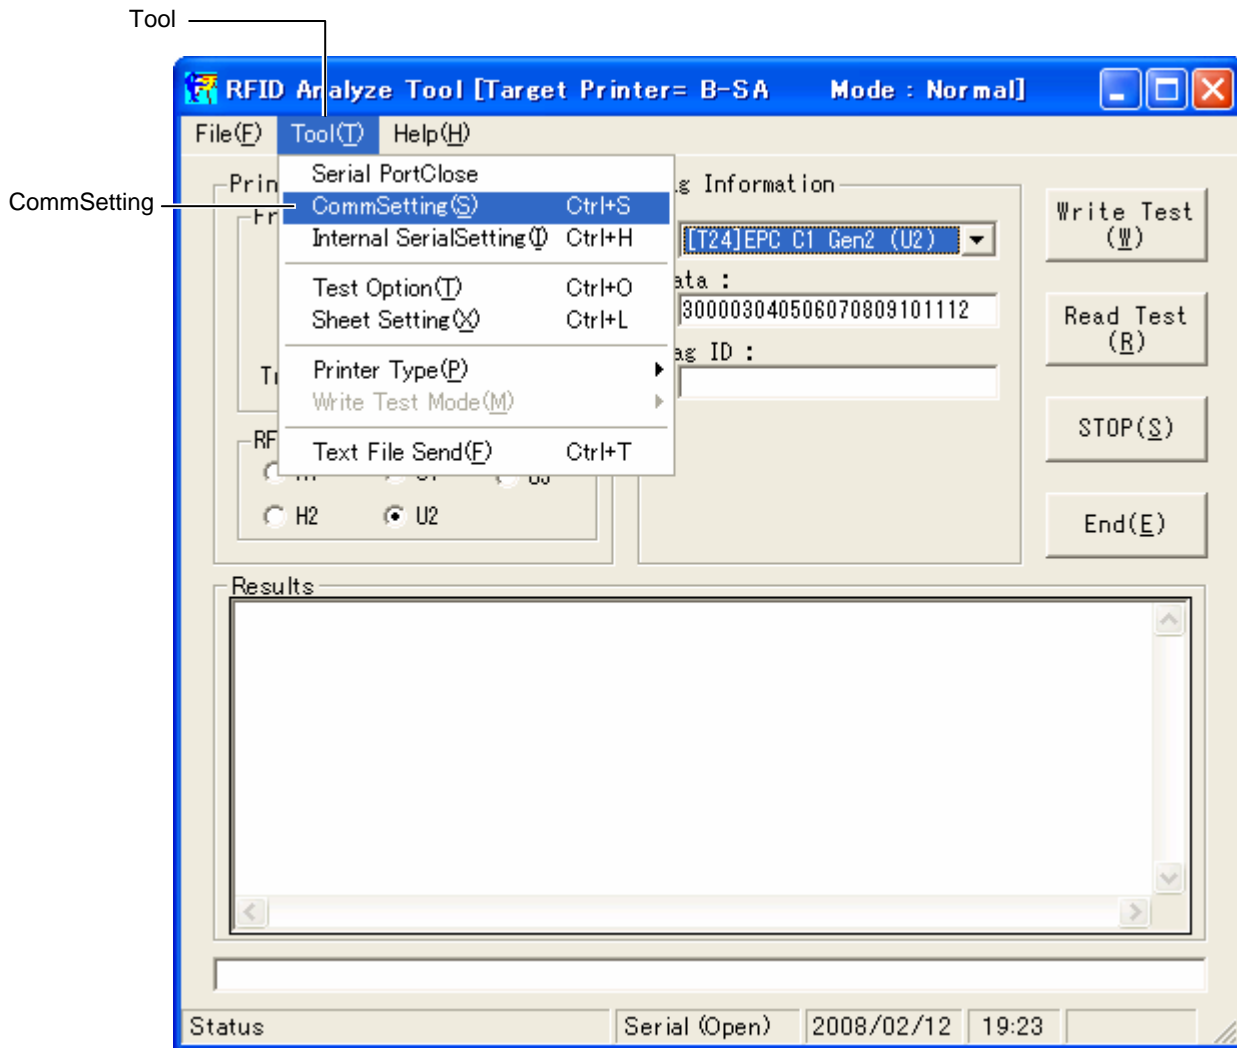 Tool
RFID Analyze Tool [Target Printer= B-SA Mode : Normal]
File(F) Tool(T) Help(H)
Serial PortClose
CommSetting
CommSetting(S) Ctrl+S
Internal SerialSetting(I) Ctrl+H
Test Option(T) Ctrl+O
Sheet Setting(X) Ctrl+L
Printer Type(P)
Write Test Mode(M)
Text File Send(F) Ctrl+T
Prin
Fr
RF
H2 U2
g Information
[T24]EPC C1 Gen2 (U2)
ata :
300003040506070809101112
ag ID :
Write Test
(W)
Read Test
(R)
STOP(S)
End(E)
Results
Status Serial (Open) 2008/02/12 19:23